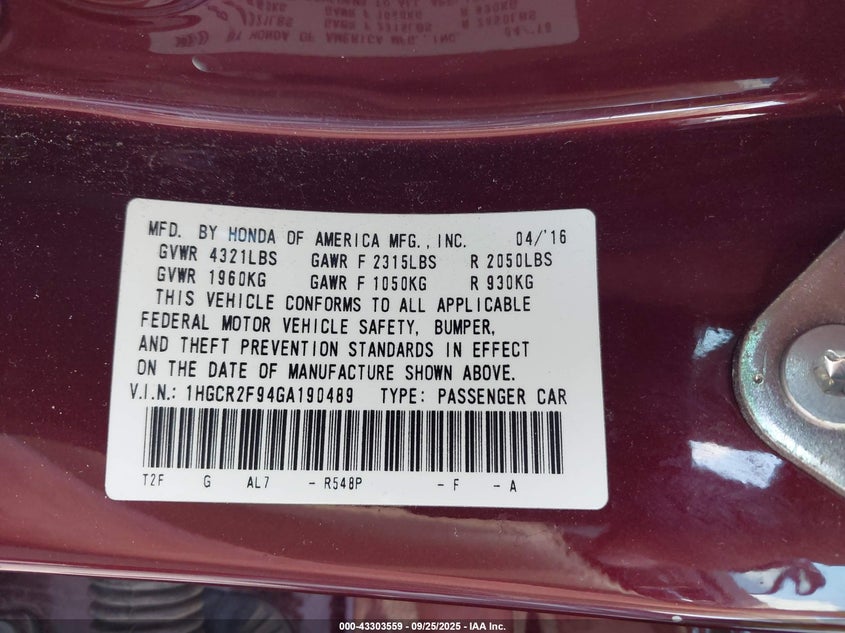 MFD. BY HONDA OF AMERICA MFG., INC. 04/'16
GVWR 4321LBS GAWR F 2315LBS R 2050LBS
GVWR 1960KG GAWR F 1050KG R 930KG
THIS VEHICLE CONFORMS TO ALL APPLICABLE
FEDERAL MOTOR VEHICLE SAFETY, BUMPER,
AND THEFT PREVENTION STANDARDS IN EFFECT
ON THE DATE OF MANUFACTURE SHOWN ABOVE.
V.I.N.: 1HGCR2F94GA190489 TYPE: PASSENGER CAR
T2F G AL7 - R548P - F - A
000-43303559 - 09/25/2025 - IAA Inc.